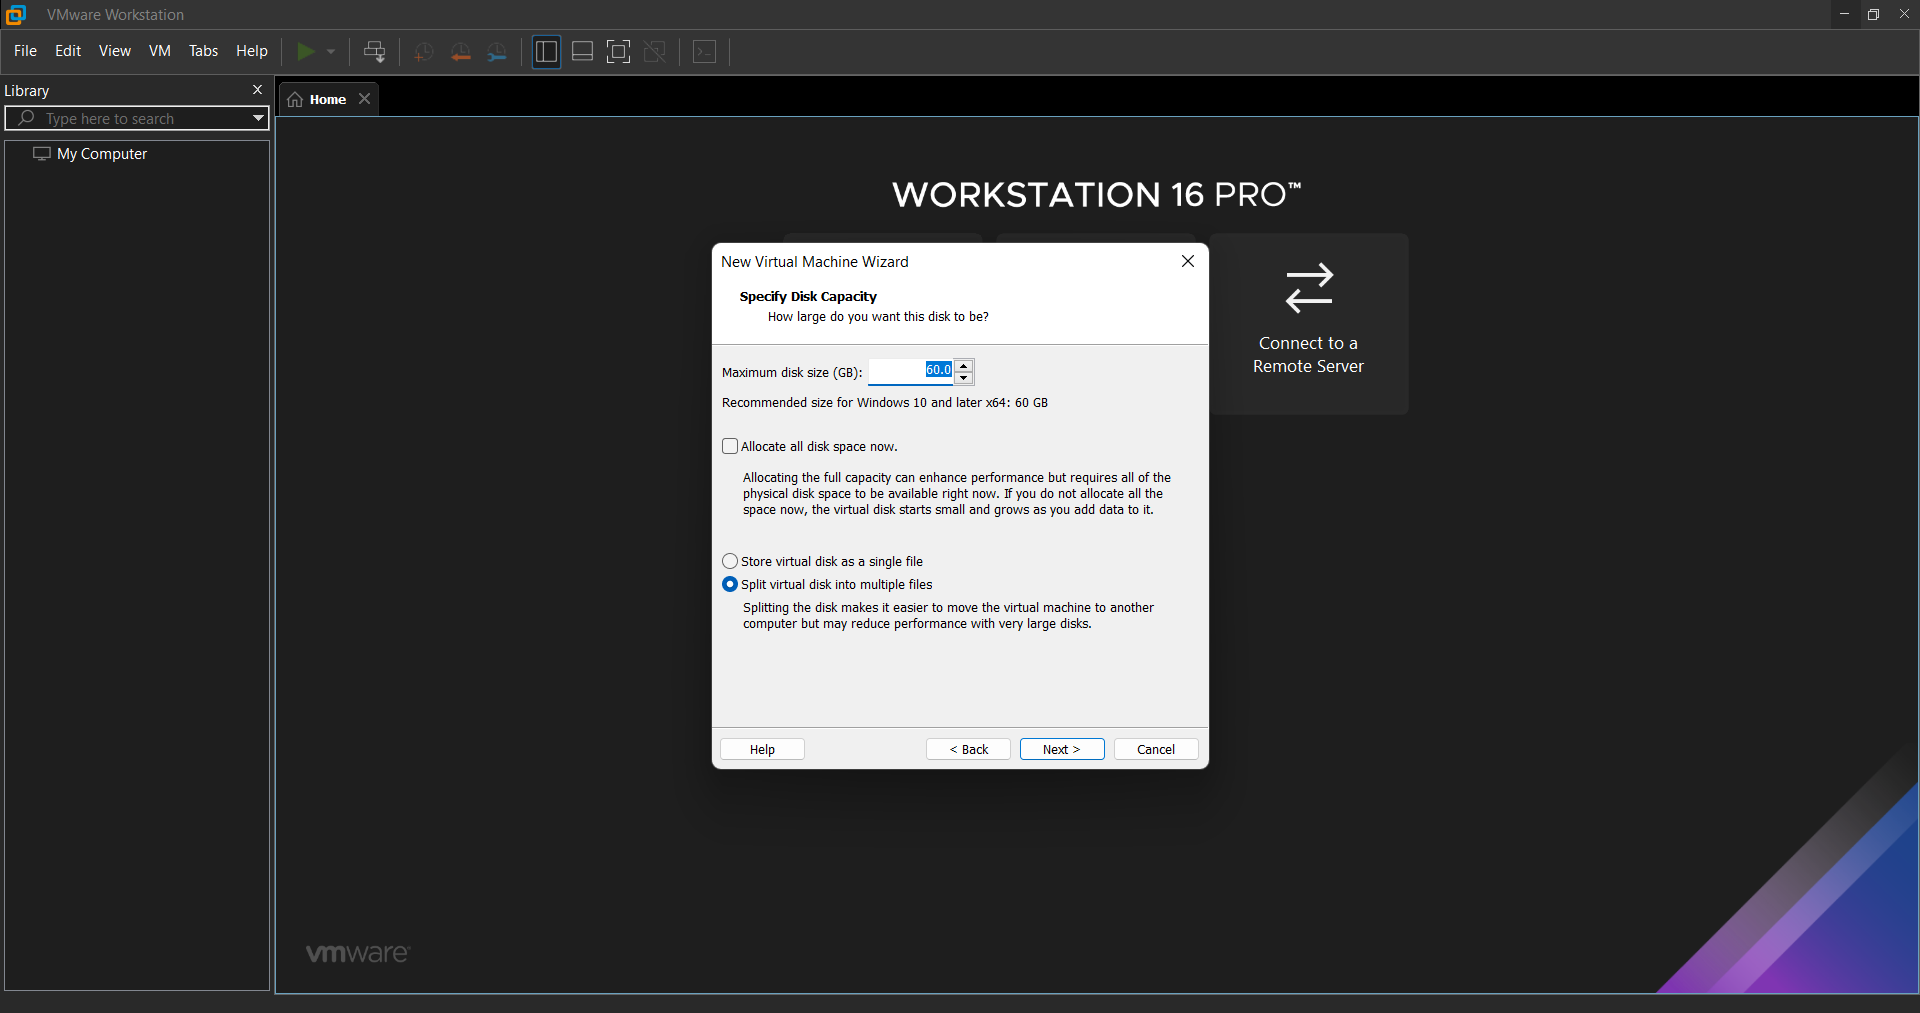 VMware Workstation
File Edit View VM Tabs Help
Library
Type here to search
My Computer
Home
WORKSTATION 16 PRO™
Connect to a
Remote Server
New Virtual Machine Wizard
Specify Disk Capacity
How large do you want this disk to be?
Maximum disk size (GB): 60.0
Recommended size for Windows 10 and later x64: 60 GB
Allocate all disk space now.
Allocating the full capacity can enhance performance but requires all of the
physical disk space to be available right now. If you do not allocate all the
space now, the virtual disk starts small and grows as you add data to it.
Store virtual disk as a single file
Split virtual disk into multiple files
Splitting the disk makes it easier to move the virtual machine to another
computer but may reduce performance with very large disks.
Help < Back Next > Cancel
vmware